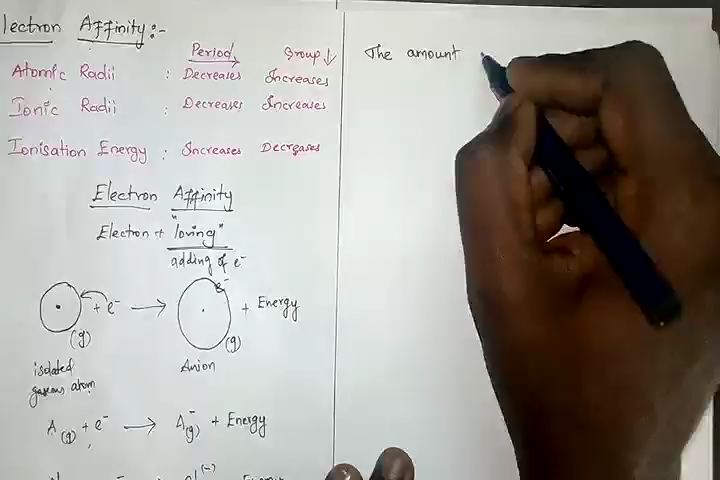 lectron Affinity:-
Period Group ↓
Atomic Radii : Decreases Increases
Ionic Radii : Decreases Increases
Ionisation Energy : Increases Decreases
Electron Affinity
Electron + "loving"
adding of e⁻
+ e⁻ → e⁻ + Energy
(g) (g)
isolated Anion
gaseous atom
A(g) + e⁻ → A⁻(g) + Energy
The amount